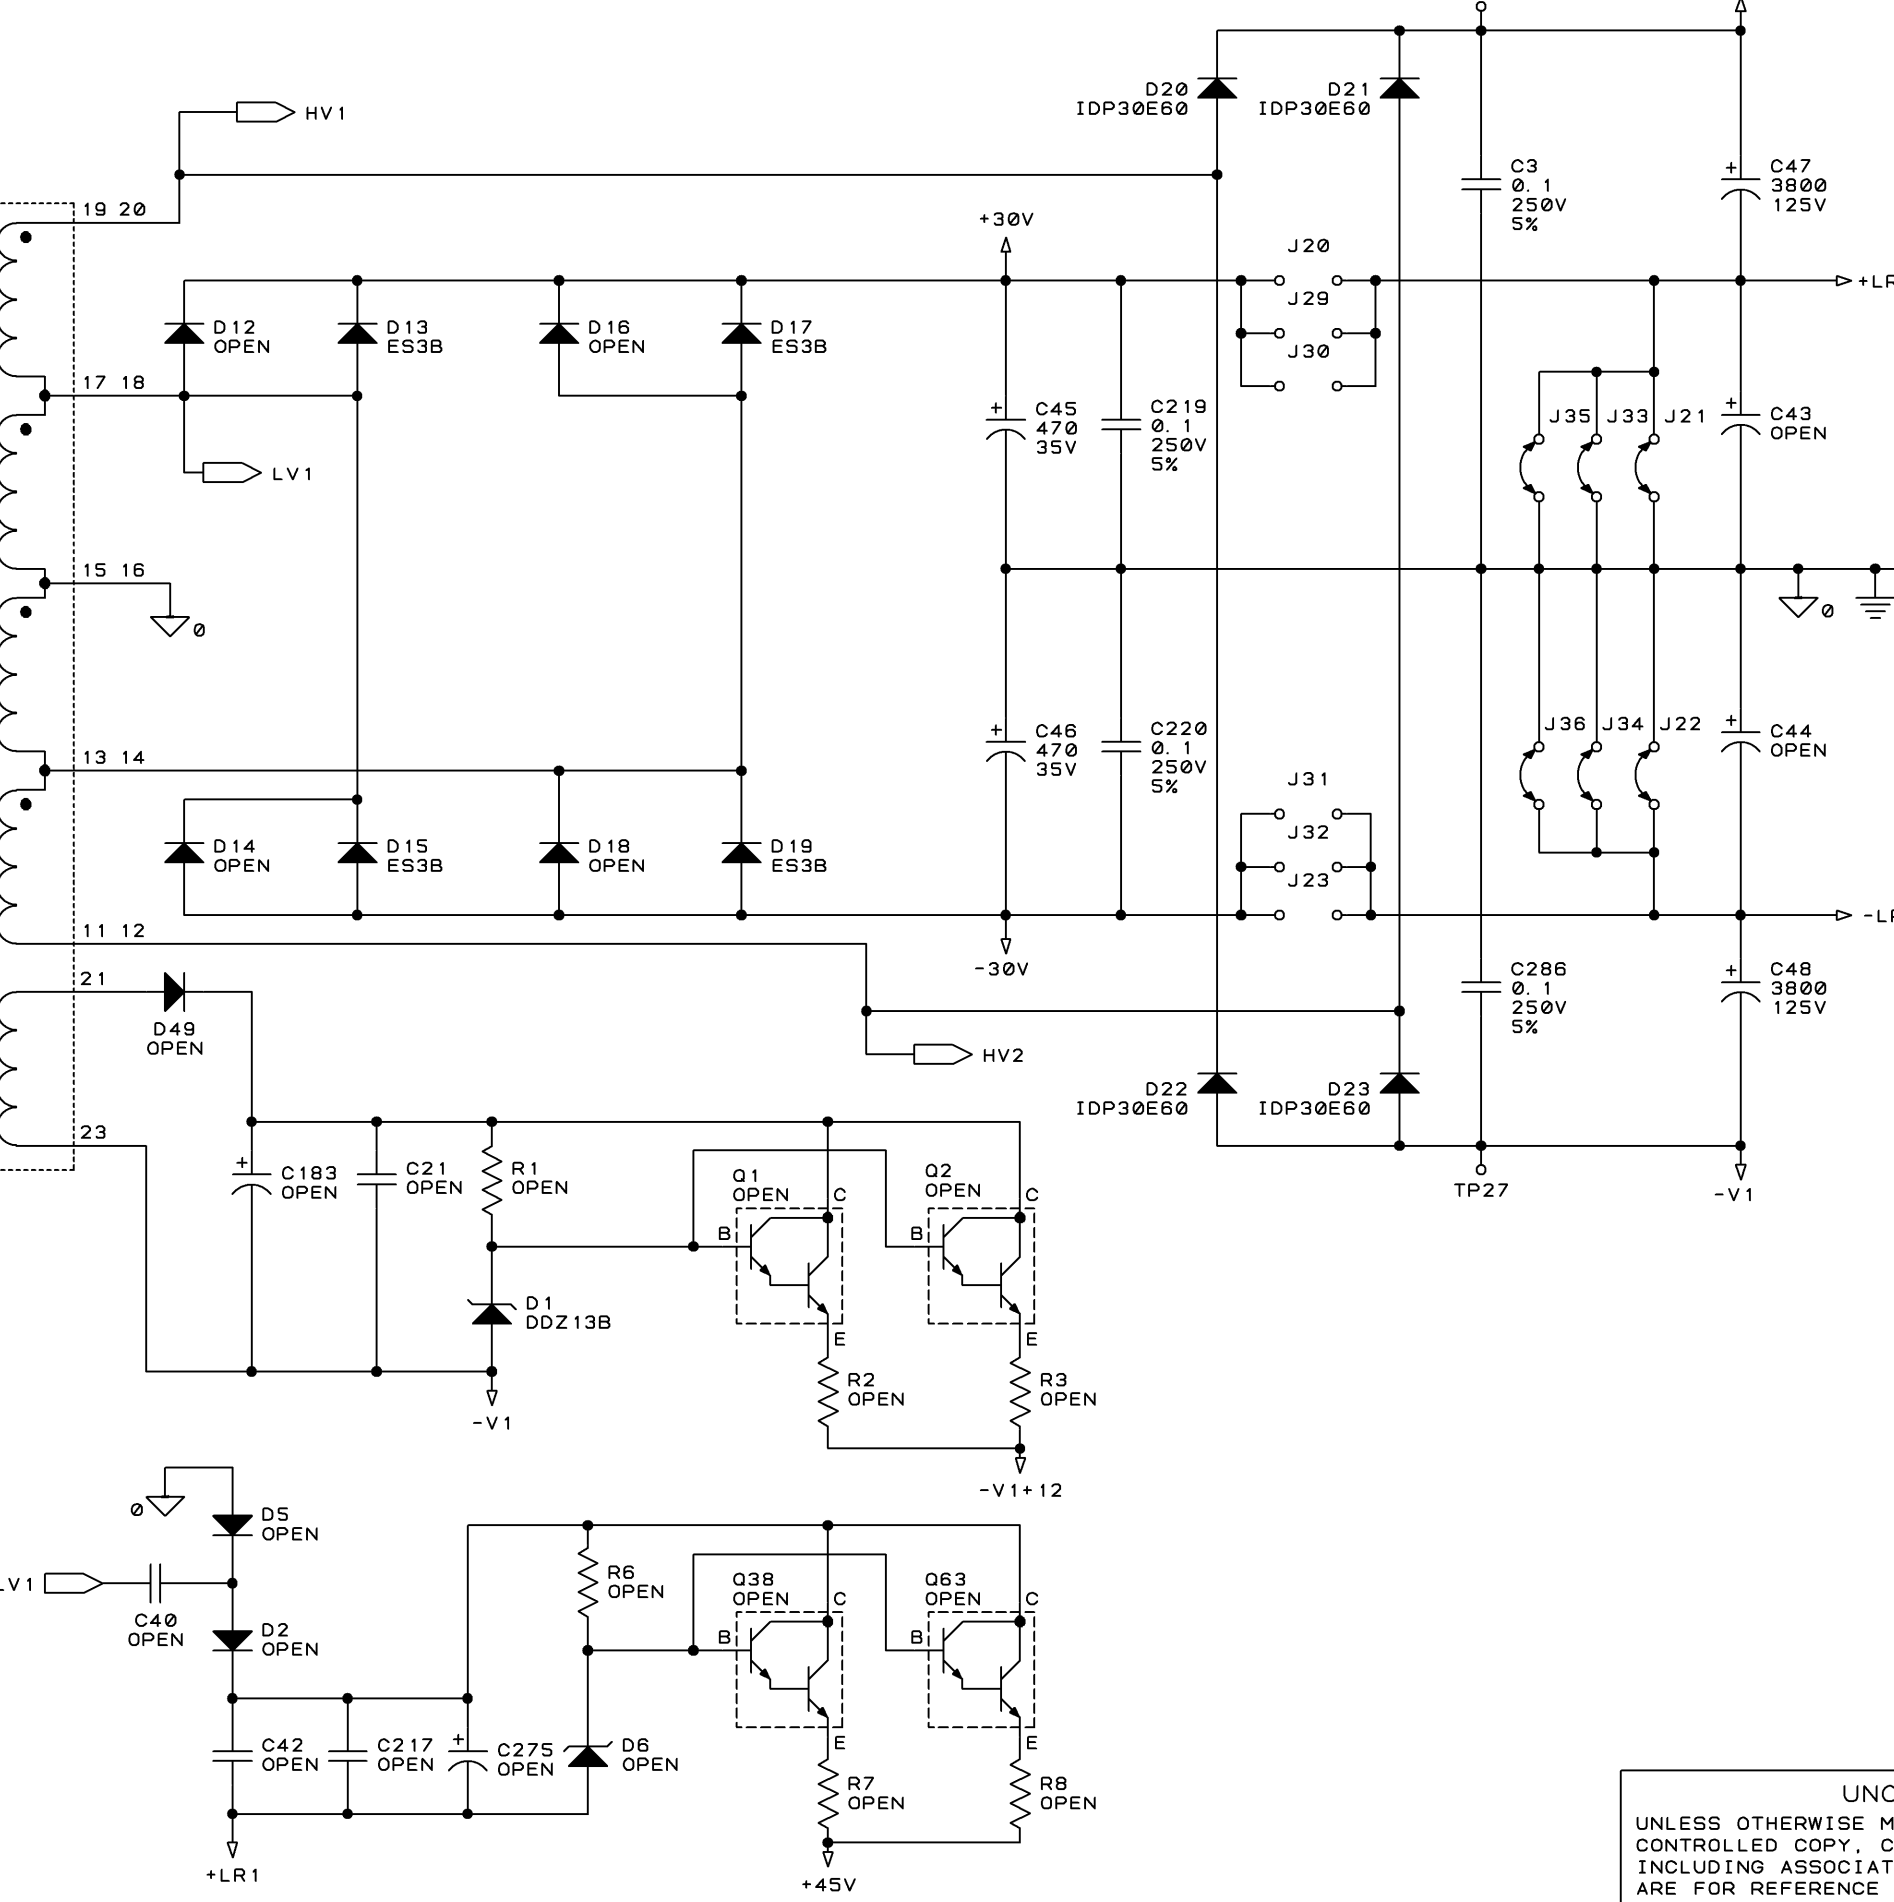 D20
IDP30E60
D21
IDP30E60
HV1
C3
0.1
250V
5%
C47
3800
125V
19 20
+30V
J20
J29
J30
D12
OPEN
D13
ES3B
D16
OPEN
D17
ES3B
17 18
LV1
C45
470
35V
C219
0.1
250V
5%
J35
J33
J21
C43
OPEN
15 16
0
0
13 14
C46
470
35V
C220
0.1
250V
5%
J36
J34
J22
C44
OPEN
J31
J32
J23
D14
OPEN
D15
ES3B
D18
OPEN
D19
ES3B
11 12
-30V
C286
0.1
250V
5%
C48
3800
125V
21
D49
OPEN
HV2
D22
IDP30E60
D23
IDP30E60
23
TP27
-V1
C183
OPEN
C21
OPEN
R1
OPEN
Q1
OPEN
C
B
E
Q2
OPEN
C
B
E
D1
DDZ13B
R2
OPEN
R3
OPEN
-V1
-V1+12
0
D5
OPEN
C40
OPEN
D2
OPEN
R6
OPEN
Q38
OPEN
C
B
E
Q63
OPEN
C
B
E
C42
OPEN
C217
OPEN
C275
OPEN
D6
OPEN
R7
OPEN
R8
OPEN
+LR1
+45V
UNLESS OTHERWISE
CONTROLLED COPY,
INCLUDING
ARE FOR REFERENCE